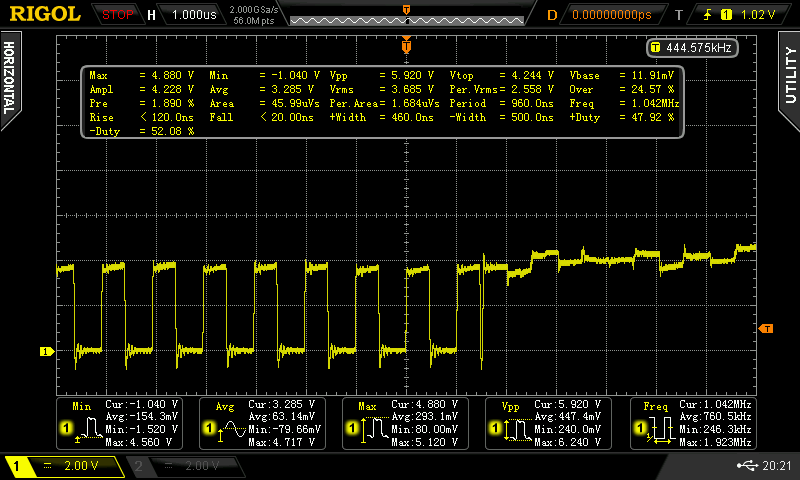 RIGOL STOP H 1.000us 2.000GSa/s 56.0M pts D 0.00000000ps T 1 1.02 V
T 444.575kHz
HORIZONTAL
UTILITY
Max = 4.880 V Min = -1.040 V Vpp = 5.920 V Vtop = 4.244 V Vbase = 11.91mV
Ampl = 4.228 V Avg = 3.285 V Vrms = 3.685 V Per.Vrms= 2.558 V Over = 24.57 %
Pre = 1.890 % Area = 45.99uVs Per.Area= 1.684uVs Period = 960.0ns Freq = 1.042MHz
Rise < 120.0ns Fall < 20.00ns +Width = 460.0ns -Width = 500.0ns +Duty = 47.92 %
-Duty = 52.08 %
T
T
1
Min Cur:-1.040 V
Avg:-154.3mV
1 Min:-1.520 V
Max: 4.560 V
Avg Cur: 3.285 V
Avg: 63.14mV
1 Min:-79.66mV
Max: 4.717 V
Max Cur: 4.880 V
Avg: 293.1mV
1 Min: 80.00mV
Max: 5.120 V
Vpp Cur: 5.920 V
Avg: 447.4mV
1 Min: 240.0mV
Max: 6.240 V
Freq Cur: 1.042MHz
Avg: 760.5kHz
1 Min: 246.3kHz
Max: 1.923MHz
1 2.00 V 2 2.00 V 20:21